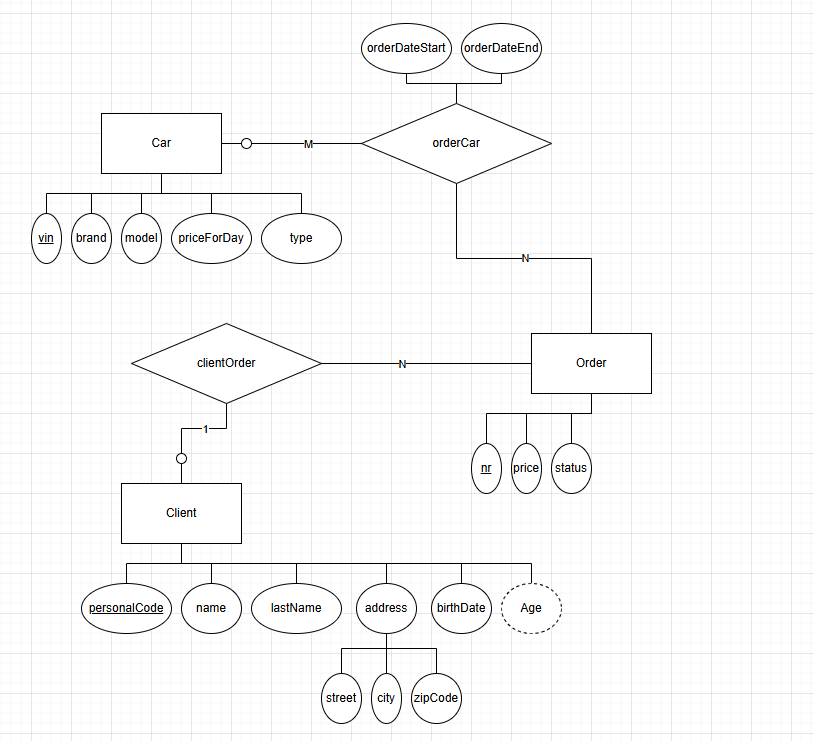 orderDateStart
orderDateEnd
Car
M
orderCar
vin
brand
model
priceForDay
type
N
clientOrder
N
Order
1
nr
price
status
Client
personalCode
name
lastName
address
birthDate
Age
street
city
zipCode